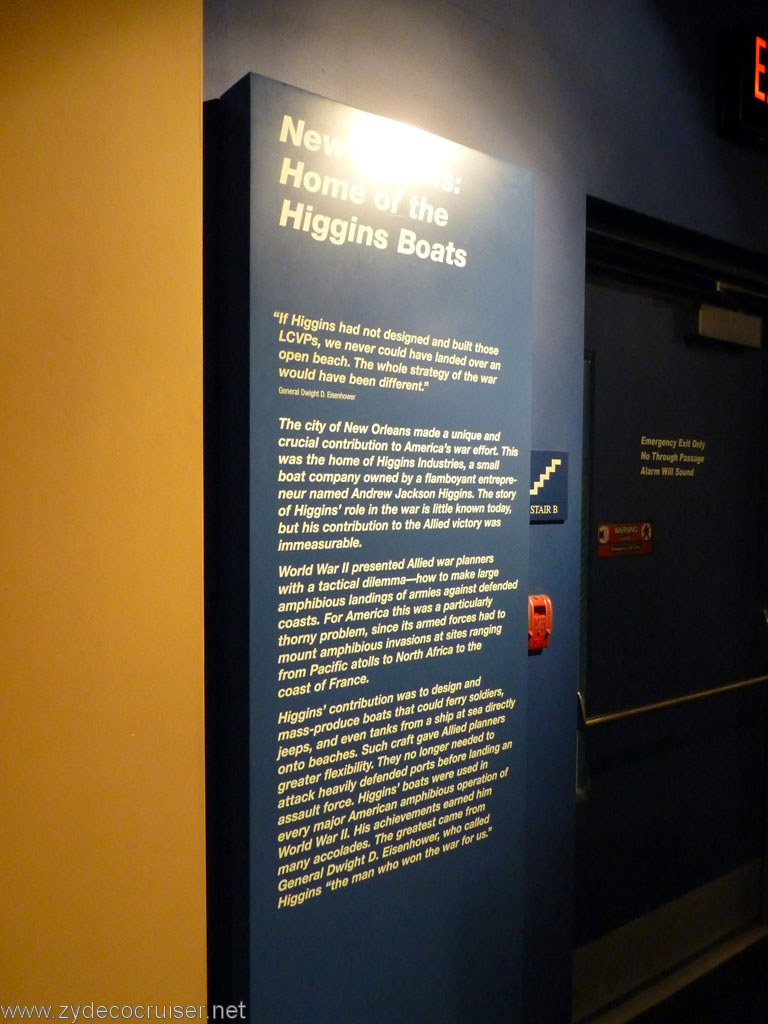 New
Home of the
Higgins Boats
"If Higgins had not designed and built those
LCVPs, we never could have landed over an
open beach. The whole strategy of the war
would have been different."
General Dwight D. Eisenhower
The city of New Orleans made a unique and
crucial contribution to America's war effort. This
was the home of Higgins Industries, a small
boat company owned by a flamboyant entrepre-
neur named Andrew Jackson Higgins. The story
of Higgins' role in the war is little known today,
but his contribution to the Allied victory was
immeasurable.
World War II presented Allied war planners
with a tactical dilemma—how to make large
amphibious landings of armies against defended
coasts. For America this was a particularly
thorny problem, since its armed forces had to
mount amphibious invasions at sites ranging
from Pacific atolls to North Africa to the
coast of France.
Higgins' contribution was to design and
mass-produce boats that could ferry soldiers,
jeeps, and even tanks from a ship at sea directly
onto beaches. Such craft gave Allied planners
greater flexibility. They no longer needed to
attack heavily defended ports before landing an
assault force. Higgins' boats were used in
every major American amphibious operation of
World War II. His achievements earned him
many accolades. The greatest came from
General Dwight D. Eisenhower, who called
Higgins "the man who won the war for us."
STAIR B
Emergency Exit Only
No Through Passage
Alarm Will Sound
WARNING
www.zydecocruiser.net